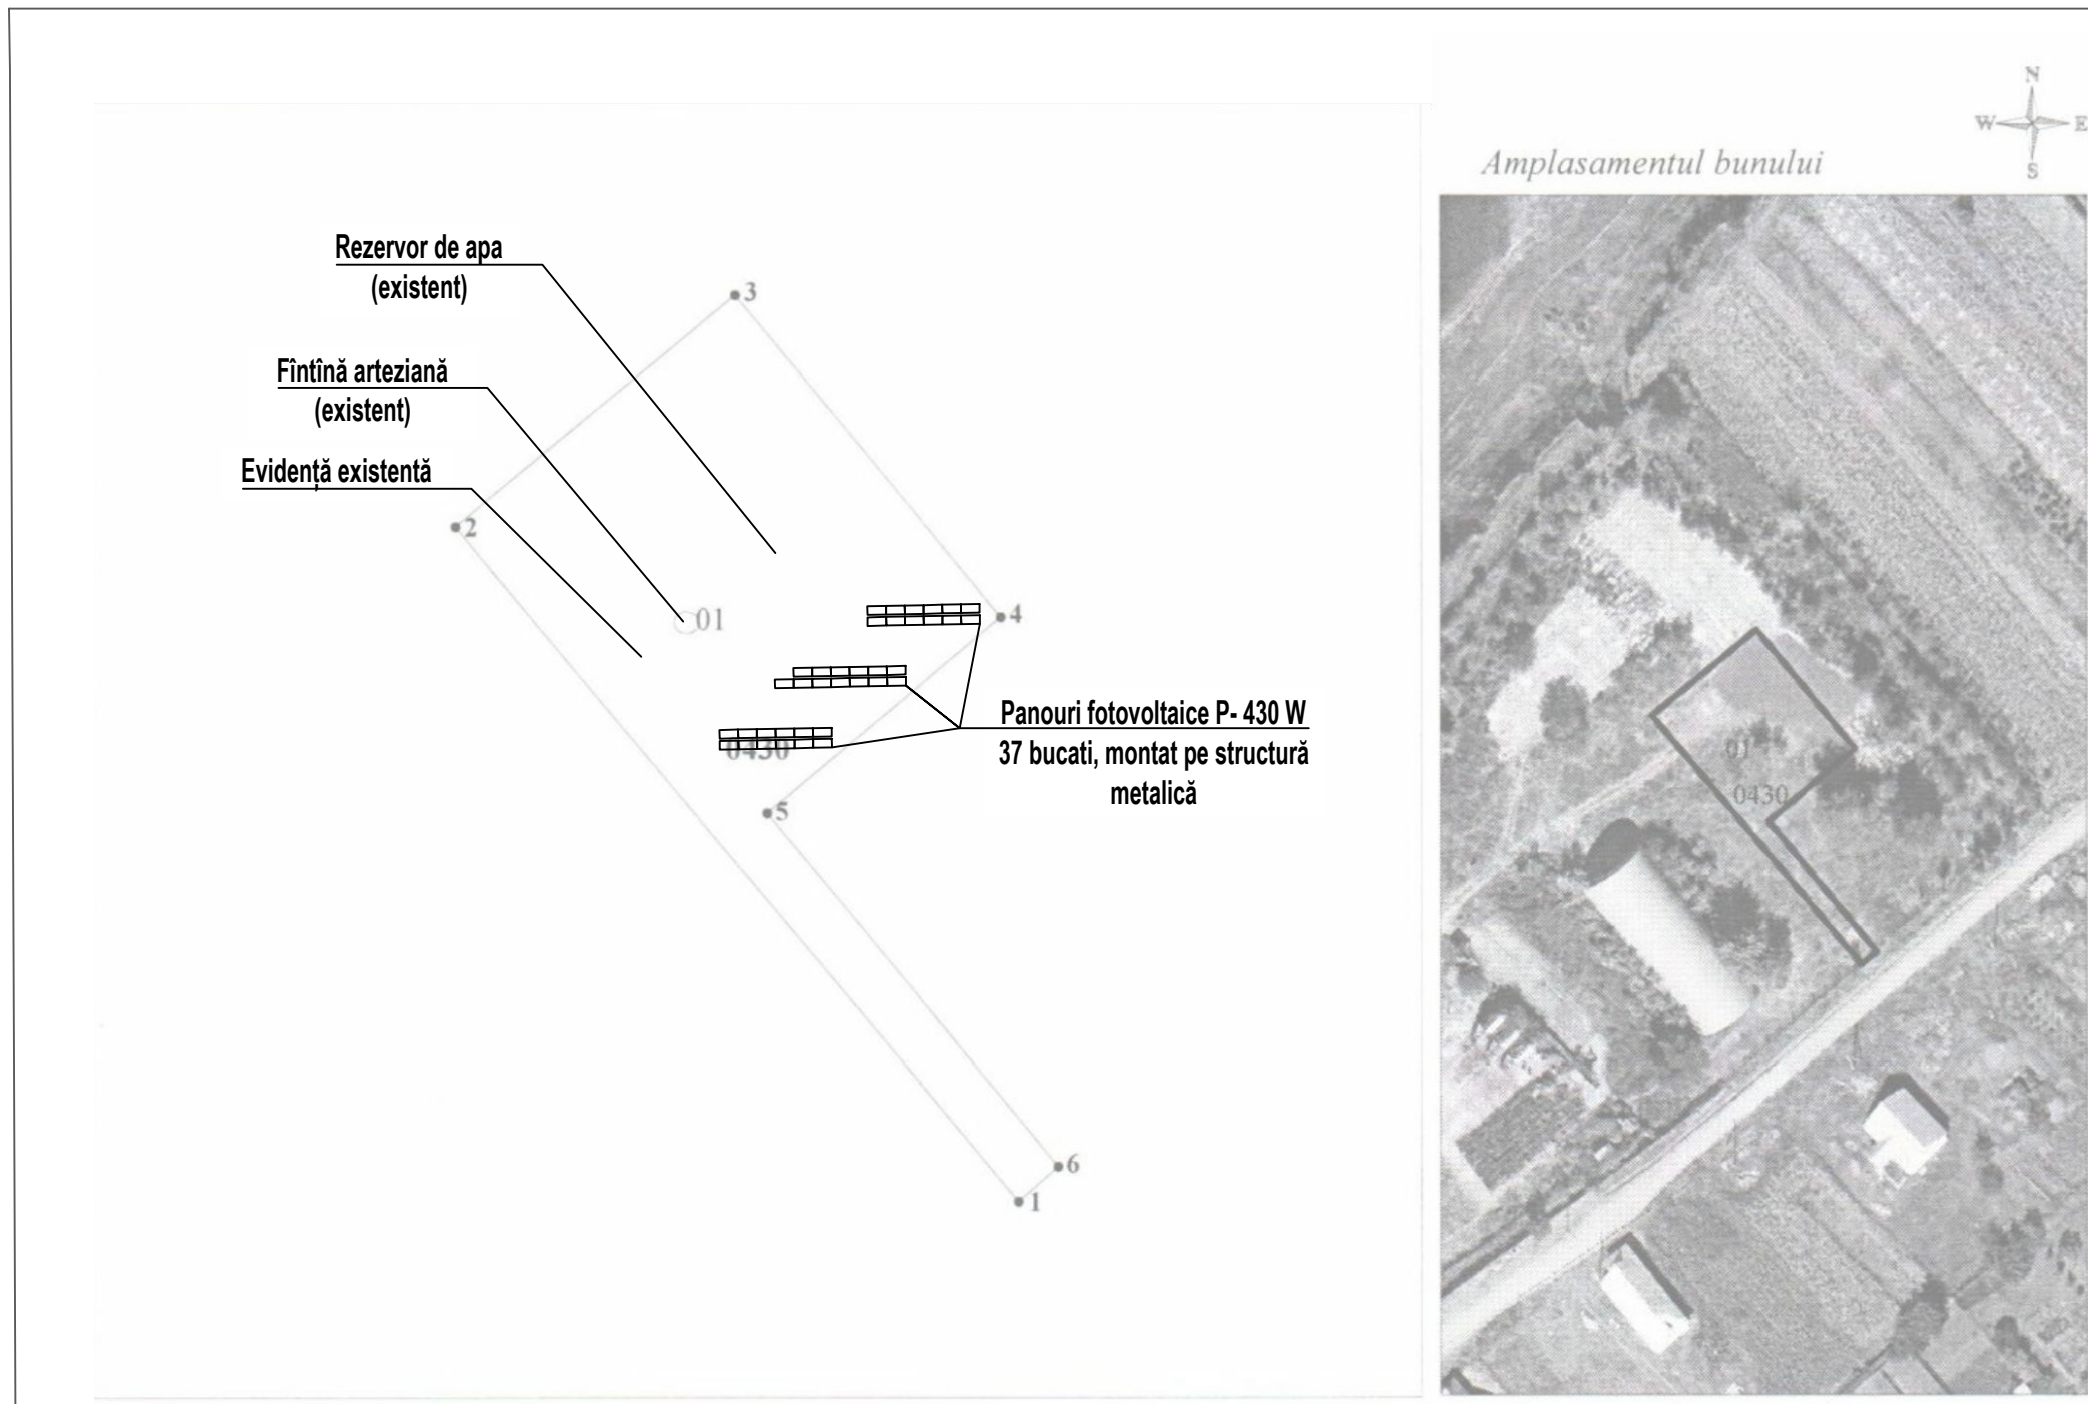 N
W E
S
Amplasamentul bunului
Rezervor de apa
(existent)
3
Fîntînă arteziană
(existent)
Evidență existentă
2
01
4
Panouri fotovoltaice P- 430 W
37 bucati, montat pe structură
metalică
0430
5
6
1
01
0430